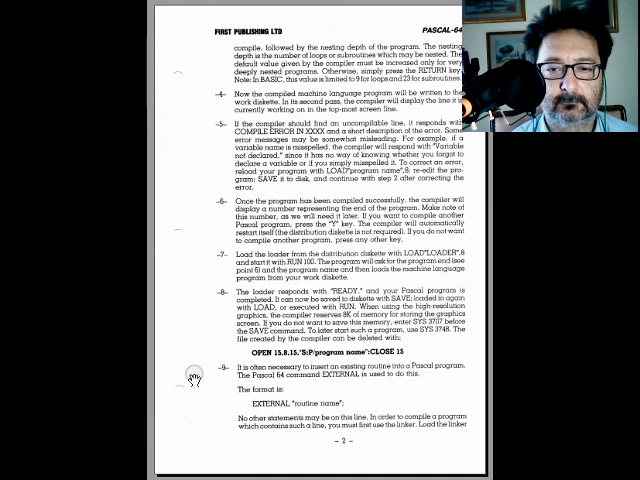 FIRST PUBLISHING LTD
PASCAL-64
compile, followed by the nesting depth of the program. The nesting
depth is the number of loops or subroutines which may be nested. The
default value given by the compiler must be increased only for very
deeply nested programs. Otherwise, simply press the RETURN key.
Note: In BASIC, this value is limited to 9 for loops and 23 for subroutines.
-4- Now the compiled machine language program will be written to the
work diskette. In its second pass, the compiler will display the line it
currently working on in the top-most screen line.
-5- If the compiler should find an uncompilable line, it responds with
COMPILE ERROR IN XXXX and a short description of the error. Some
error messages may be somewhat misleading. For example, if a
variable name is misspelled, the compiler will respond with "Variable
not declared," since it has no way of knowing whether you forgot to
declare a variable or if you simply misspelled it. To correct an error,
reload your program with LOAD"program name",8; re-edit the pro-
gram; SAVE it to disk, and continue with step 2 after correcting the
error.
-6- Once the program has been compiled successfully, the compiler will
display a number representing the end of the program. Make note of
this number, as we will need it later. If you want to compile another
Pascal program, press the "Y" key. The compiler will automatically
restart itself (the distribution diskette is not required). If you do not want
to compile another program, press any other key.
-7- Load the loader from the distribution diskette with LOAD"LOADER",8
and start it with RUN 100. The program will ask for the program end (see
point 6) and the program name and then loads the machine language
program from your work diskette.
-8- The loader responds with "READY." and your Pascal program is
completed. It can now be saved to diskette with SAVE; loaded in again
with LOAD, or executed with RUN. When using the high-resolution
graphics, the compiler reserves 8K of memory for storing the graphics
screen. If you do not want to save this memory, enter SYS 3707 before
the SAVE command. To later start such a program, use SYS 3748. The
file created by the compiler can be deleted with:
OPEN 15,8,15,"S:P/program name":CLOSE 15
-9- It is often necessary to insert an existing routine into a Pascal program.
The Pascal 64 command EXTERNAL is used to do this.
The format is:
EXTERNAL "routine name";
No other statements may be on this line. In order to compile a program
which contains such a line, you must first use the linker. Load the linker
– 2 –